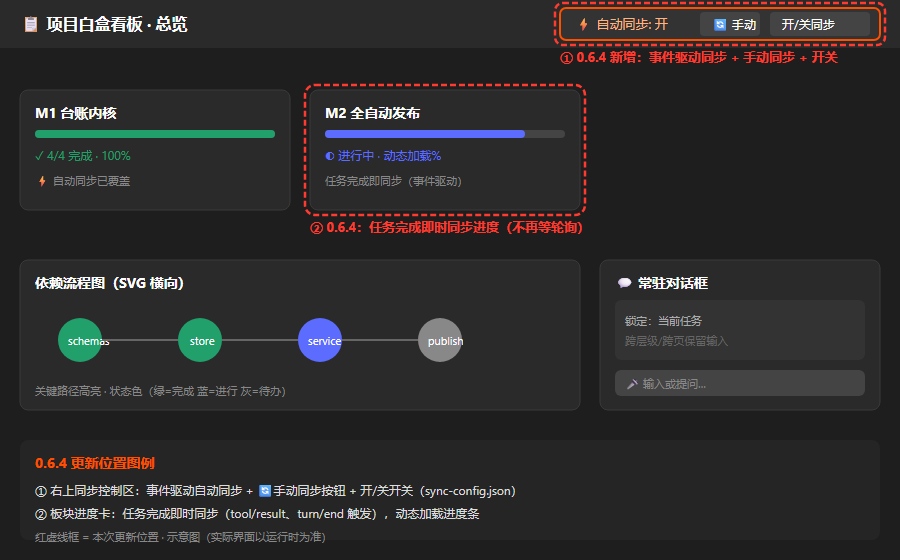 📋 项目白盒看板 · 总览
⚡ 自动同步: 开
🔄 手动
开/关同步
① 0.6.4 新增：事件驱动同步 + 手动同步 + 开关
M1 台账内核
✓ 4/4 完成 · 100%
⚡ 自动同步已覆盖
M2 全自动发布
◐ 进行中 · 动态加载%
任务完成即同步（事件驱动）
② 0.6.4：任务完成即时同步进度（不再等轮询）
依赖流程图（SVG 横向）
schemas
store
service
publish
关键路径高亮 · 状态色（绿=完成 蓝=进行 灰=待办）
💬 常驻对话框
锁定：当前任务
跨层级/跨页保留输入
🎤 输入或提问...
0.6.4 更新位置图例
① 右上同步控制区：事件驱动自动同步 + 🔄 手动同步按钮 + 开/关开关（sync-config.json）
② 板块进度卡：任务完成即时同步（tool/result、turn/end 触发），动态加载进度条
红虚线框 = 本次更新位置 · 示意图（实际界面以运行时为准）